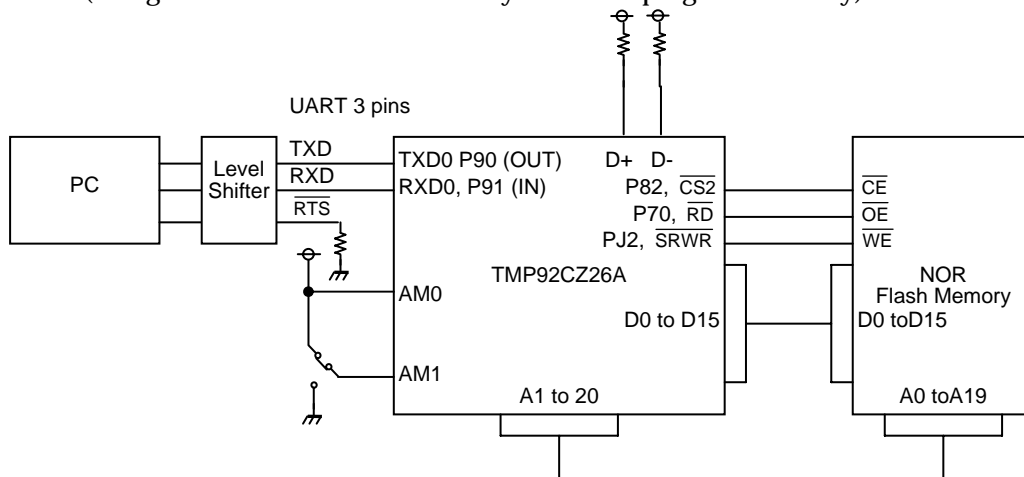 UART 3 pins
PC
Level
Shifter
TXD
RXD
RTS
TXD0 P90 (OUT)
RXD0, P91 (IN)
D+ D-
P82, CS2
P70, RD
PJ2, SRWR
CE
OE
WE
TMP92CZ26A
NOR
Flash Memory
AM0
D0 to D15
D0 toD15
AM1
A1 to 20
A0 toA19